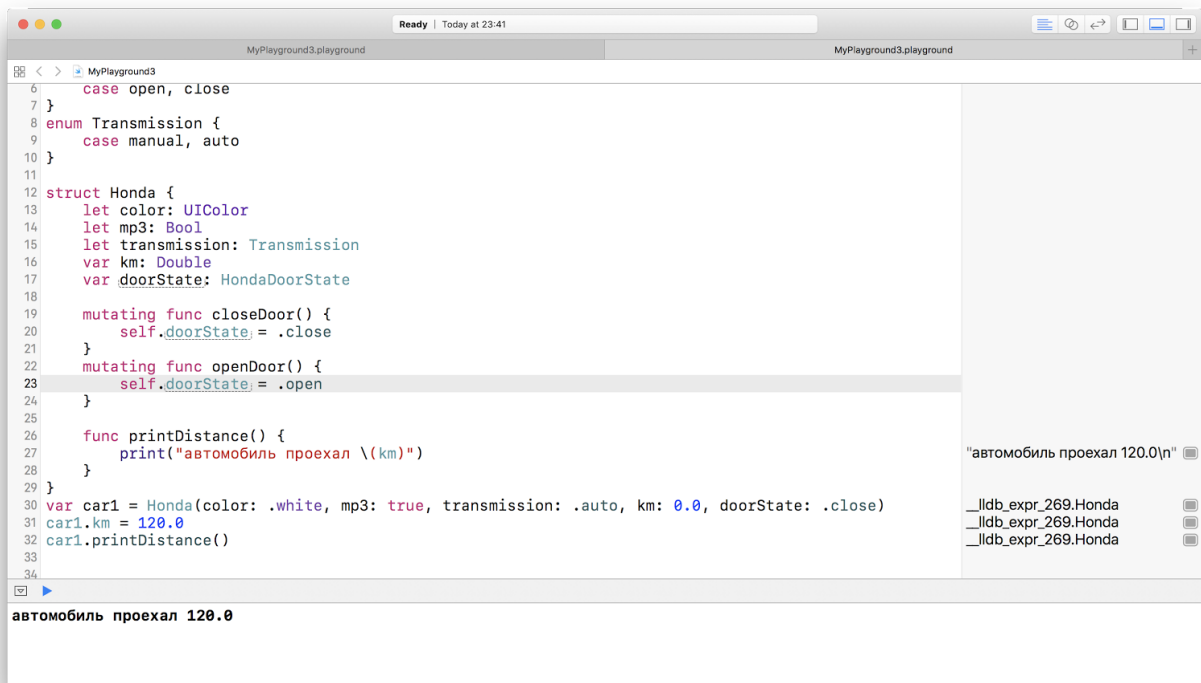 Ready | Today at 23:41
MyPlayground3.playground
MyPlayground3.playground
MyPlayground3
6 case open, close
7 }
8 enum Transmission {
9 case manual, auto
10 }
11
12 struct Honda {
13 let color: UIColor
14 let mp3: Bool
15 let transmission: Transmission
16 var km: Double
17 var doorState: HondaDoorState
18
19 mutating func closeDoor() {
20 self.doorState = .close
21 }
22 mutating func openDoor() {
23 self.doorState = .open
24 }
25
26 func printDistance() {
27 print("автомобиль проехал \(km)") "автомобиль проехал 120.0\n"
28 }
29 }
30 var car1 = Honda(color: .white, mp3: true, transmission: .auto, km: 0.0, doorState: .close) __lldb_expr_269.Honda
31 car1.km = 120.0 __lldb_expr_269.Honda
32 car1.printDistance() __lldb_expr_269.Honda
33
34
автомобиль проехал 120.0